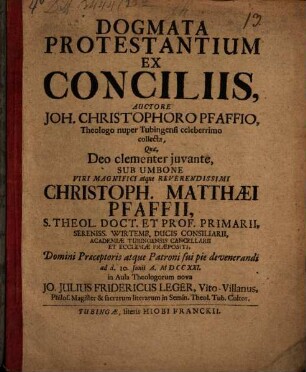 DOGMATA
PROTESTANTIUM
EX
CONCILIIS,
AUCTORE
JOH. CHRISTOPHORO PFAFFIO,
Theologo nuper Tubingensi celeberrimo
collecta,
Quæ,
Deo clementer juvante,
SUB UMBONE
VIRI MAGNIFICI atque REVERENDISSIMI
CHRISTOPH. MATTHÆI
PFAFFII,
S. THEOL. DOCT. ET PROF. PRIMARII,
SERENISS. WIRTEMB. DUCIS CONSILIARII,
ACADEMIÆ TUBINGENSIS CANCELLARII
ET ECCLESIÆ PRÆPOSITI,
Domini Præceptoris atque Patroni sui pie devenerandi
ad d. 10. Junii A. MDCCXXI.
in Aula Theologorum nova
JO. JULIUS FRIDERICUS LEGER, Vito-Villanus,
Philos. Magister & sacrarum literarum in Semin. Theol. Tub. Cultor.
TUBINGÆ, literis HIOBI FRANCKII.